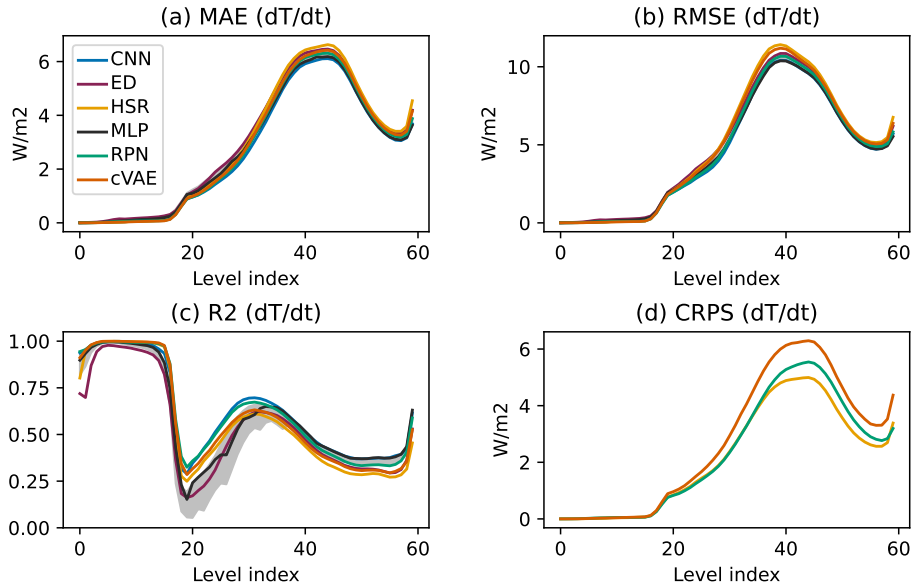 (a) MAE (dT/dt)
W/m2
6
4
2
0
CNN
ED
HSR
MLP
RPN
cVAE
0 20 40 60
Level index
(b) RMSE (dT/dt)
W/m2
10
5
0
0 20 40 60
Level index
(c) R2 (dT/dt)
1.00
0.75
0.50
0.25
0.00
0 20 40 60
Level index
(d) CRPS (dT/dt)
W/m2
6
4
2
0
0 20 40 60
Level index